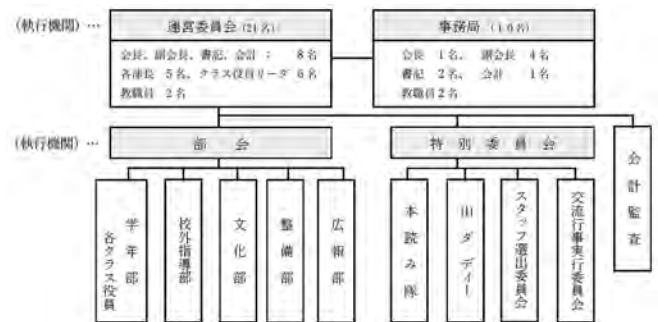 (執行機関) …
運営委員会 (21名)
会長、副会長、書記、会計 : 8名
各部長 5名、クラス役員リーダ 6名
教職員 2名
事務局 (10名)
会長 1名、副会長 4名
書記 2名、会計 1名
教職員2名
(執行機関) …
部会
特別委員会
会計監査
学年部
各クラス役員
校外指導部
文化部
整備部
広報部
本読み隊
山ダディー
スタッフ選出委員会
交流行事実行委員会